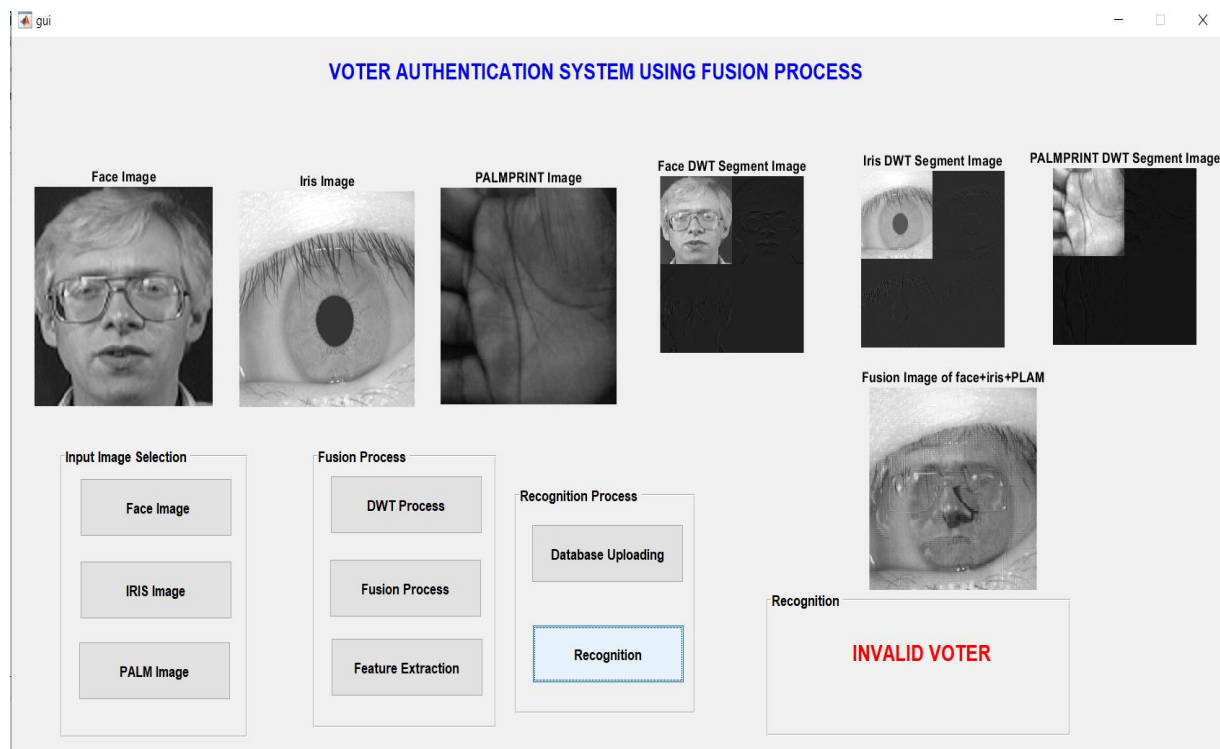 gui
VOTER AUTHENTICATION SYSTEM USING FUSION PROCESS
Face Image
Iris Image
PALMPRINT Image
Face DWT Segment Image
Iris DWT Segment Image
PALMPRINT DWT Segment Image
Fusion Image of face+iris+PLAM
Input Image Selection
Face Image
IRIS Image
PALM Image
Fusion Process
DWT Process
Fusion Process
Feature Extraction
Recognition Process
Database Uploading
Recognition
Recognition
INVALID VOTER